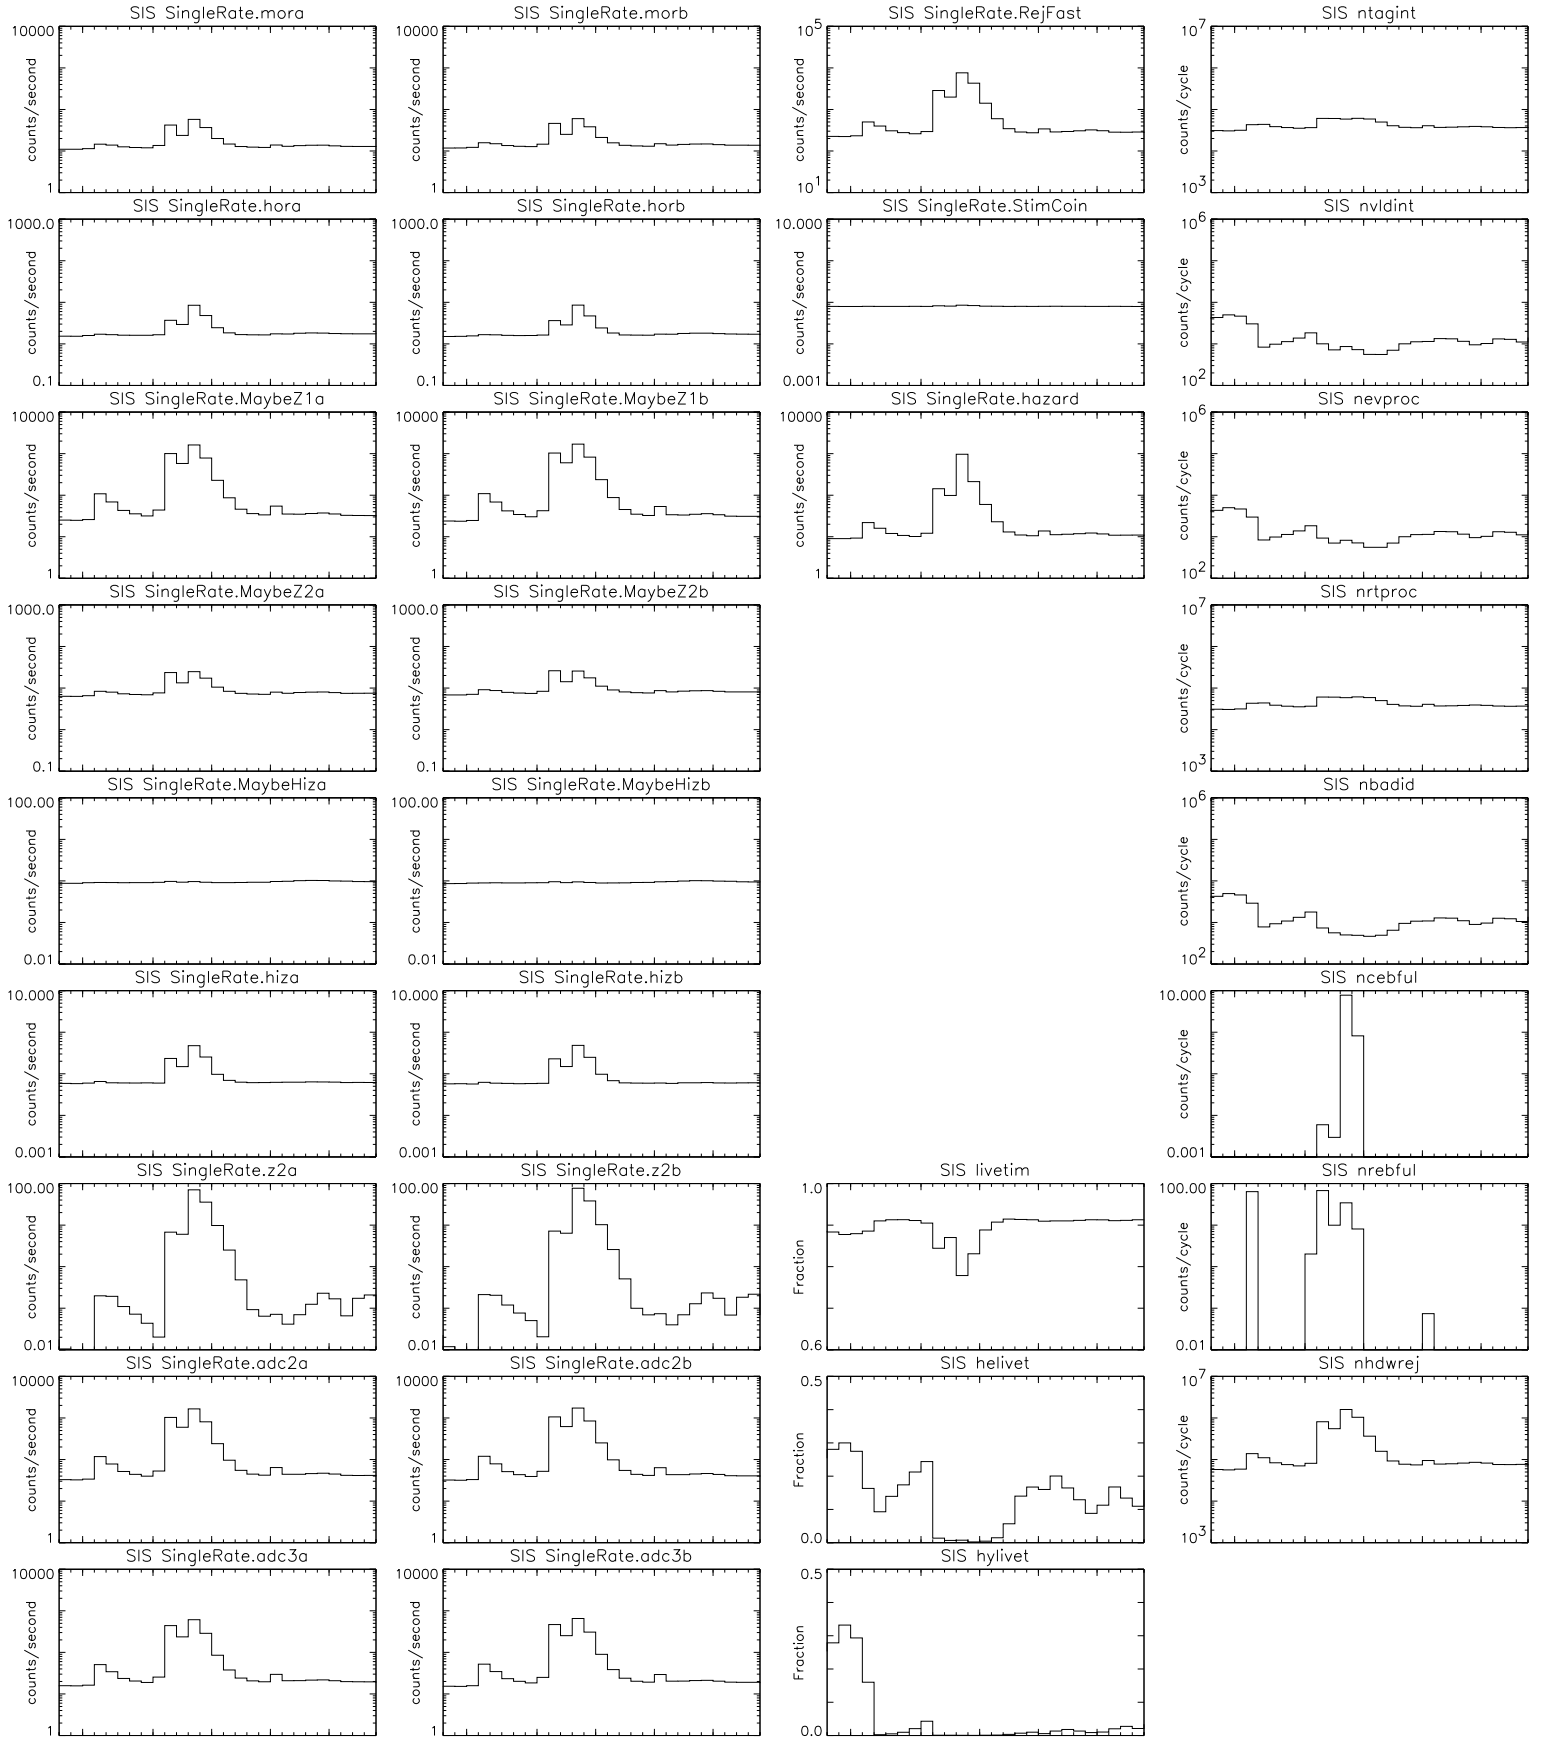 SIS SingleRate.mora
10000
counts/second
1
SIS SingleRate.morb
10000
counts/second
1
SIS SingleRate.RejFast
10^5
counts/second
10^1
SIS ntagint
10^7
counts/cycle
10^3
SIS SingleRate.hora
1000.0
counts/second
0.1
SIS SingleRate.horb
1000.0
counts/second
0.1
SIS SingleRate.StimCoin
10.000
counts/second
0.001
SIS nvldint
10^6
counts/cycle
10^2
SIS SingleRate.MaybeZ1a
10000
counts/second
1
SIS SingleRate.MaybeZ1b
10000
counts/second
1
SIS SingleRate.hazard
10000
counts/second
1
SIS nevproc
10^6
counts/cycle
10^2
SIS SingleRate.MaybeZ2a
1000.0
counts/second
0.1
SIS SingleRate.MaybeZ2b
1000.0
counts/second
0.1
SIS nrtproc
10^7
counts/cycle
10^3
SIS SingleRate.MaybeHiza
100.00
counts/second
0.01
SIS SingleRate.MaybeHizb
100.00
counts/second
0.01
SIS nbadid
10^6
counts/cycle
10^2
SIS SingleRate.hiza
10.000
counts/second
0.001
SIS SingleRate.hizb
10.000
counts/second
0.001
SIS ncebful
10.000
counts/cycle
0.001
SIS SingleRate.z2a
100.00
counts/second
0.01
SIS SingleRate.z2b
100.00
counts/second
0.01
SIS livetim
1.0
Fraction
0.6
SIS nrebful
100.00
counts/cycle
0.01
SIS SingleRate.adc2a
10000
counts/second
1
SIS SingleRate.adc2b
10000
counts/second
1
SIS helivet
0.5
Fraction
0.0
SIS nhdwrej
10^7
counts/cycle
10^3
SIS SingleRate.adc3a
10000
counts/second
1
SIS SingleRate.adc3b
10000
counts/second
1
SIS hylivet
0.5
Fraction
0.0